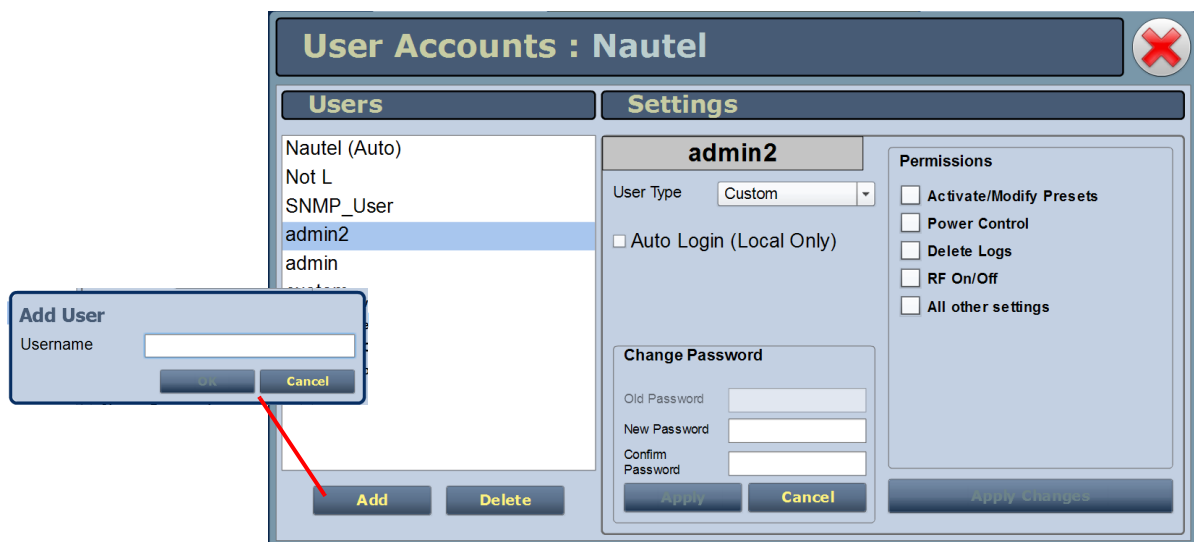 User Accounts : Nautel
Users
Settings
Nautel (Auto)
Not L
SNMP_User
admin2
admin
Add User
Username
OK
Cancel
Add
Delete
admin2
User Type
Custom
Auto Login (Local Only)
Change Password
Old Password
New Password
Confirm
Password
Apply
Cancel
Permissions
Activate/Modify Presets
Power Control
Delete Logs
RF On/Off
All other settings
Apply Changes